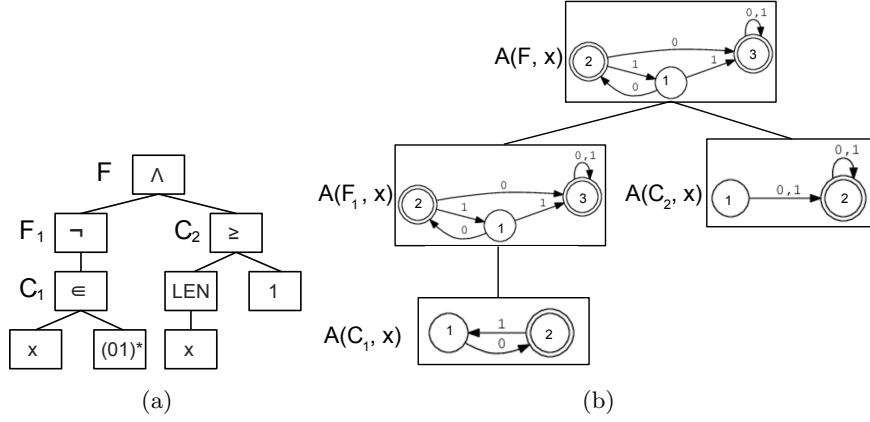 F
∧
F1
¬
C2
≥
C1
∈
LEN
1
x
(01)*
x
(a)
A(F, x)
2
0
1
0
1
1
3
0,1
A(F1, x)
2
0
1
0
1
1
3
0,1
A(C2, x)
1
0,1
2
0,1
A(C1, x)
1
1
0
2
(b)